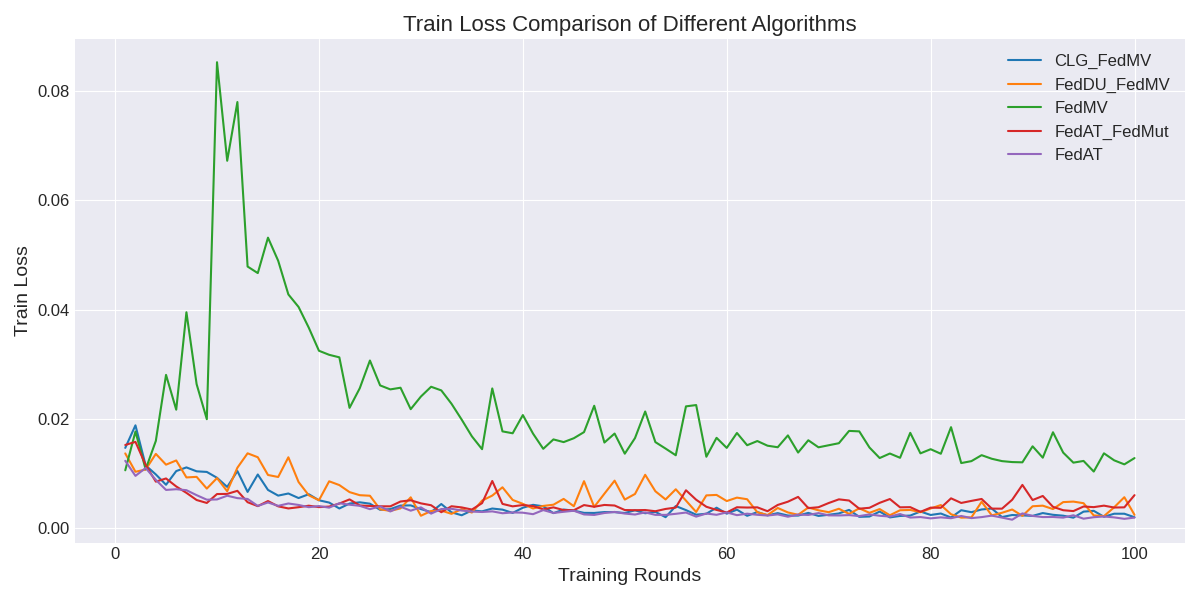 Train Loss Comparison of Different Algorithms
CLG_FedMV
FedDU_FedMV
FedMV
FedAT_FedMut
FedAT
Train Loss
0.08
0.06
0.04
0.02
0.00
0 20 40 60 80 100
Training Rounds